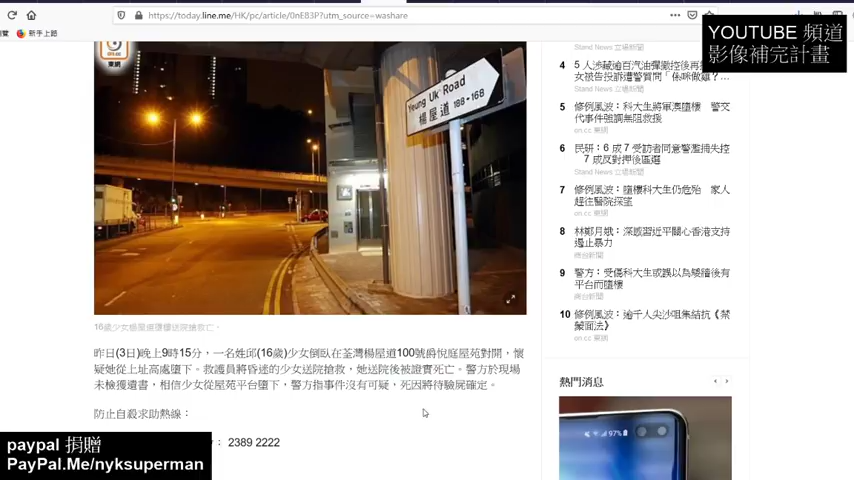 https://today.line.me/HK/pc/article/0nE83P?utm_source=washare
新手上路
YOUTUBE 頻道
影像補完計畫
東網
Yeung Uk Road
楊屋道 188-168
Stand News 立場新聞
4 5 人涉藏逾百汽油彈
女被告投訴遭警質問「係咪做雞？…
Stand News 立場新聞
5 修例風波：科大生將軍澳墮樓 警交
代事件強調無阻救援
on.cc 東網
6 民研：6 成 7 受訪者同意警濫捕失控
7 成反對押後區選
Stand News 立場新聞
7 修例風波：墮樓科大生仍危殆 家人
趕往醫院探望
on.cc 東網
8 林鄭月娥：深感習近平關心香港支持
遏止暴力
商台新聞
9 警方：受傷科大生或誤以為矮牆後有
平台而墮樓
商台新聞
10 修例風波：逾千人尖沙咀集結抗《禁
蒙面法》
on.cc 東網
16歲少女楊屋道墮樓送院搶救亡。
昨日(3日)晚上9時15分，一名姓邱(16歲)少女倒臥在荃灣楊屋道100號爵悅庭屋苑對開，懷
疑她從上址高處墮下。救護員將昏迷的少女送院搶救，她送院後被證實死亡。警方於現場
未檢獲遺書，相信少女從屋苑平台墮下，警方指事件沒有可疑，死因將待驗屍確定。
熱門消息
防止自殺求助熱線：
2389 2222
97%
paypal 捐贈
PayPal.Me/nyksuperman